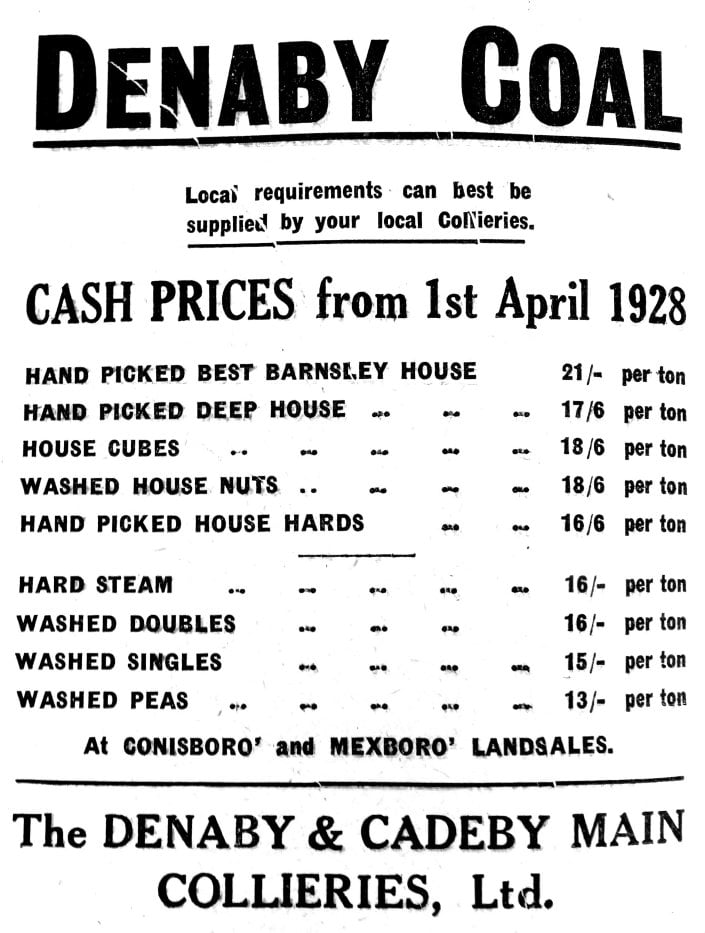 DENABY COAL
Local requirements can best be
supplied by your local Collieries.
CASH PRICES from 1st April 1928
HAND PICKED BEST BARNSLEY HOUSE 21/- per ton
HAND PICKED DEEP HOUSE ... ... ... 17/6 per ton
HOUSE CUBES .. ... ... ... ... 18/6 per ton
WASHED HOUSE NUTS .. ... ... ... 18/6 per ton
HAND PICKED HOUSE HARDS ... ... 16/6 per ton
HARD STEAM ... ... ... ... ... 16/- per ton
WASHED DOUBLES ... ... ... 16/- per ton
WASHED SINGLES ... ... ... ... 15/- per ton
WASHED PEAS ... ... ... ... ... 13/- per ton
At CONISBORO' and MEXBORO' LANDSALES.
The DENABY & CADEBY MAIN
COLLIERIES, Ltd.